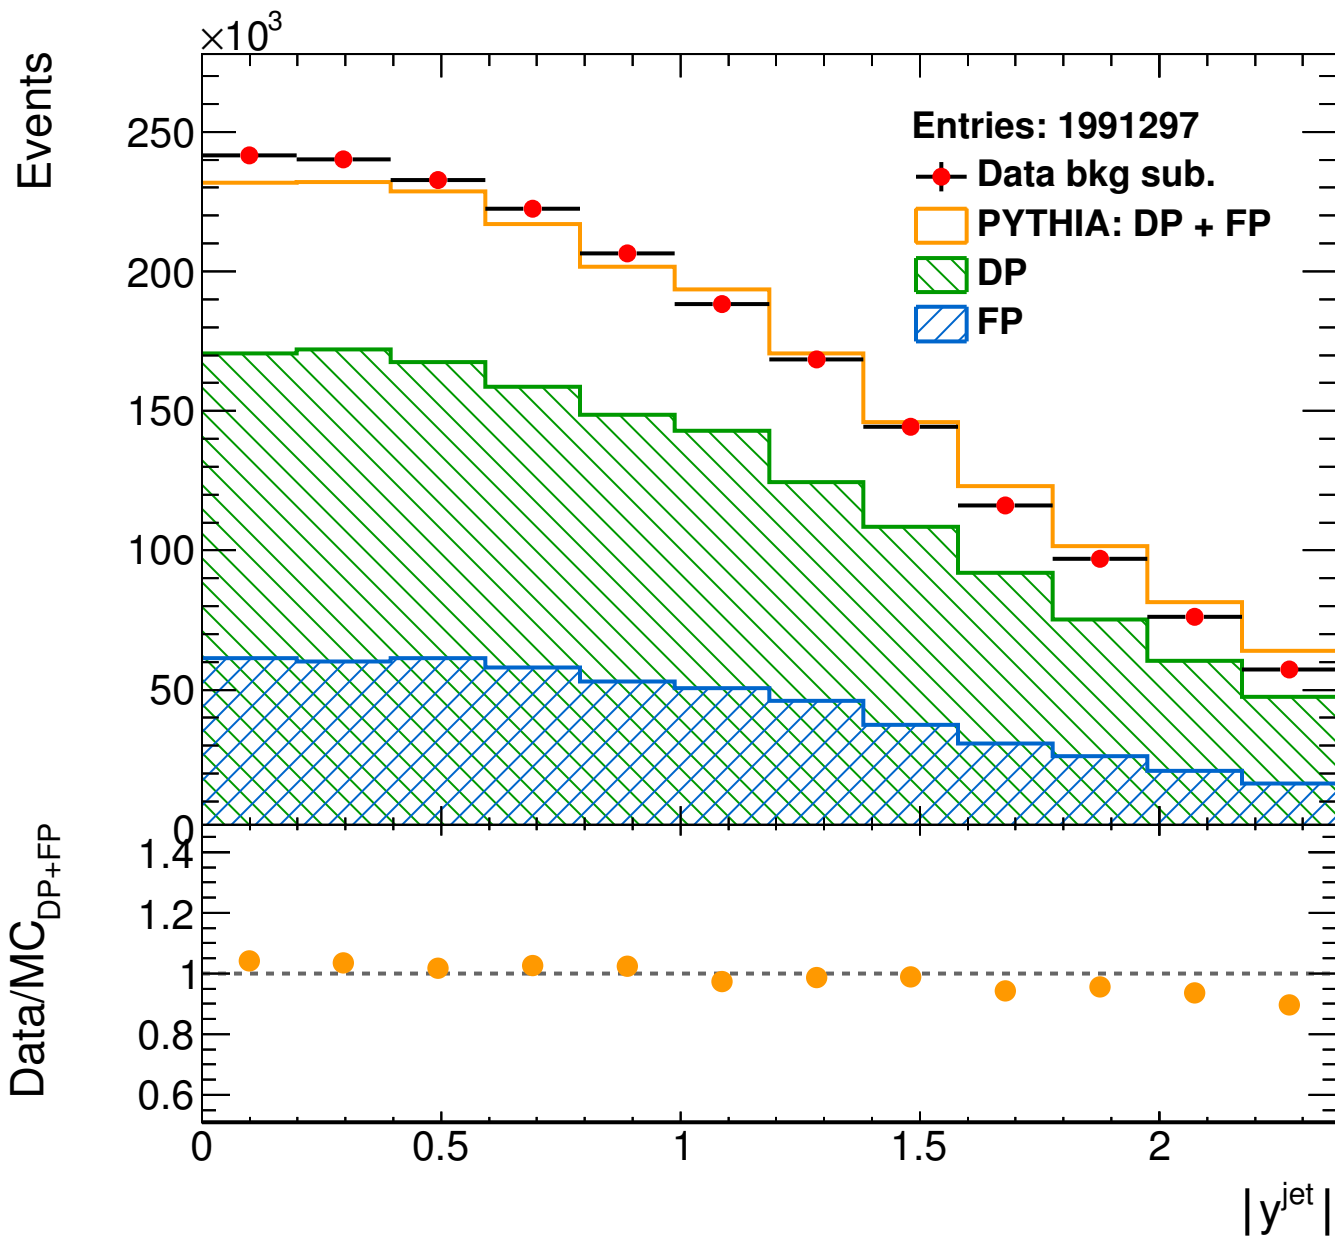 ×10³
Events
250
200
150
100
50
0
Entries: 1991297
Data bkg sub.
PYTHIA: DP + FP
DP
FP
Data/MC_DP+FP
1.4
1.2
1
0.8
0.6
0 0.5 1 1.5 2
|y^jet|